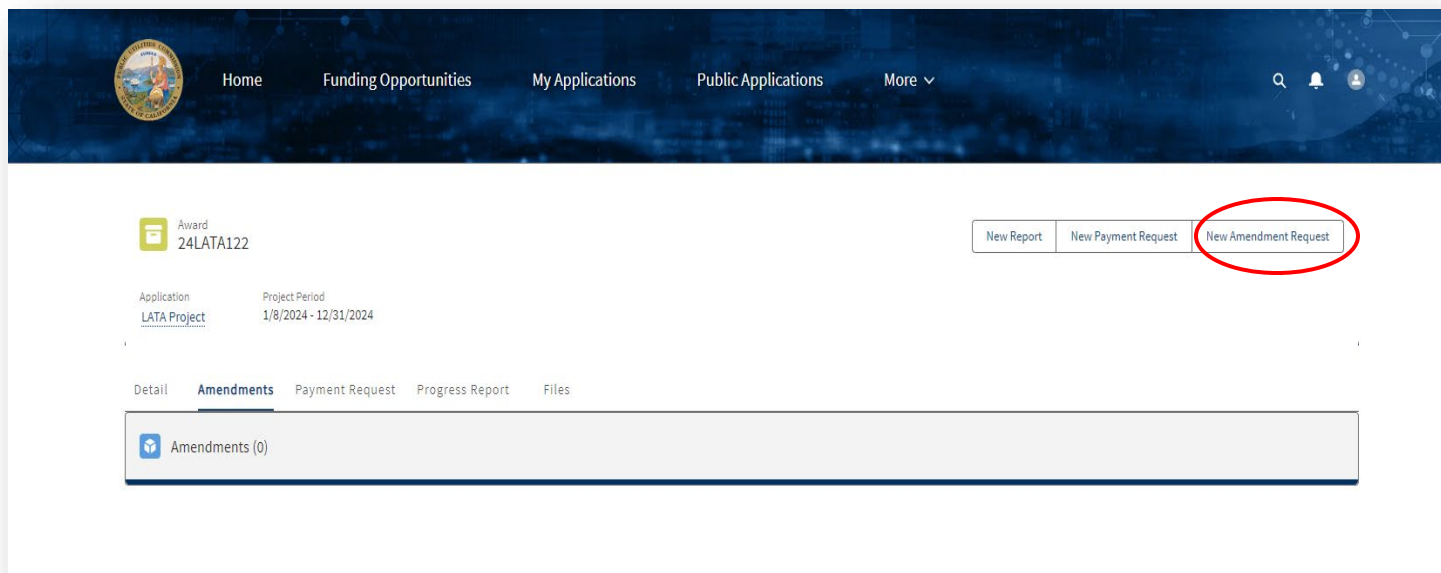 Home Funding Opportunities My Applications Public Applications More
Award
24LATA122
New Report New Payment Request New Amendment Request
Application Project Period
LATA Project 1/8/2024 - 12/31/2024
Detail Amendments Payment Request Progress Report Files
Amendments (0)